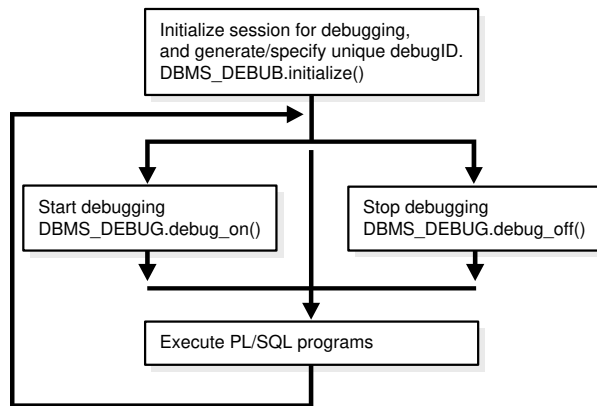 Initialize session for debugging,
and generate/specify unique debugID.
DBMS_DEBUB.initialize()
Start debugging
DBMS_DEBUG.debug_on()
Stop debugging
DBMS_DEBUG.debug_off()
Execute PL/SQL programs